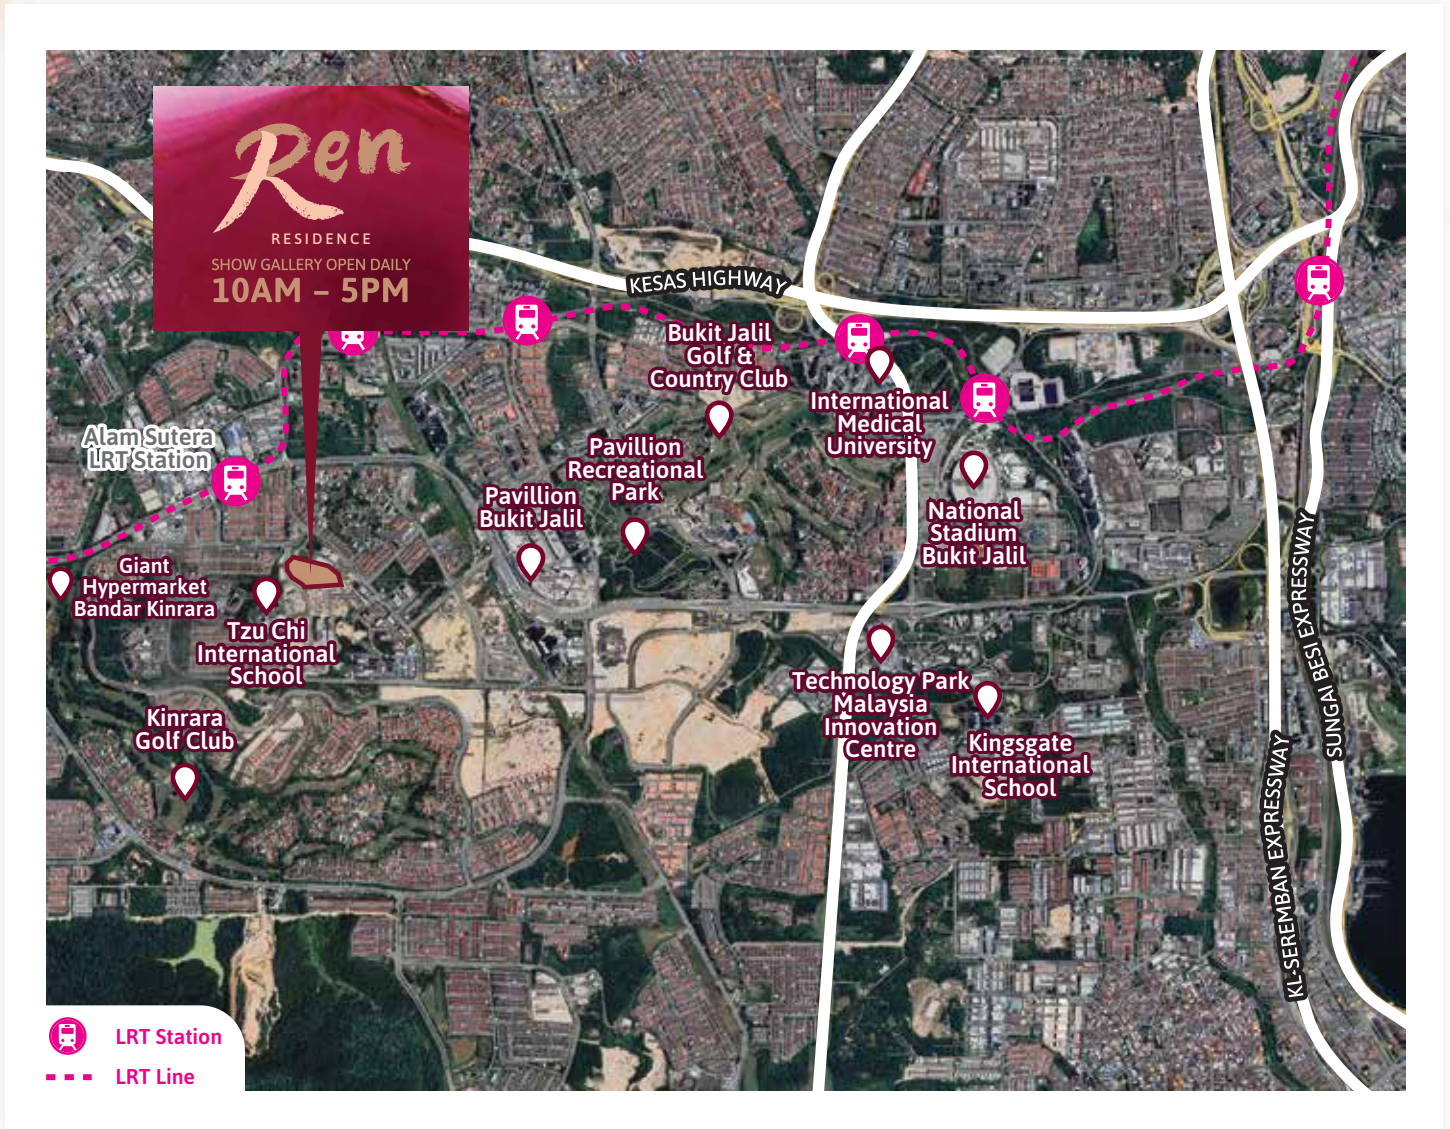 Ren
RESIDENCE
SHOW GALLERY OPEN DAILY
10AM – 5PM
KESAS HIGHWAY
Bukit Jalil
Golf &
Country Club
International
Medical
University
Alam Sutera
LRT Station
Pavillion
Recreational
Park
Pavillion
Bukit Jalil
National
Stadium
Bukit Jalil
Giant
Hypermarket
Bandar Kinrara
Tzu Chi
International
School
Technology Park
Malaysia
Innovation
Centre
Kinrara
Golf Club
Kingsgate
International
School
SUNGAI BESI EXPRESSWAY
KL-SEREMBAN EXPRESSWAY
LRT Station
LRT Line